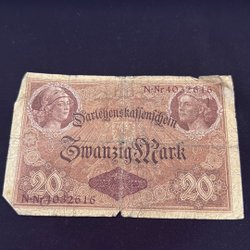 N·Nr 4032616
Darlehenskassenschein
Zwanzig Mark
20 20
N·Nr 4032616